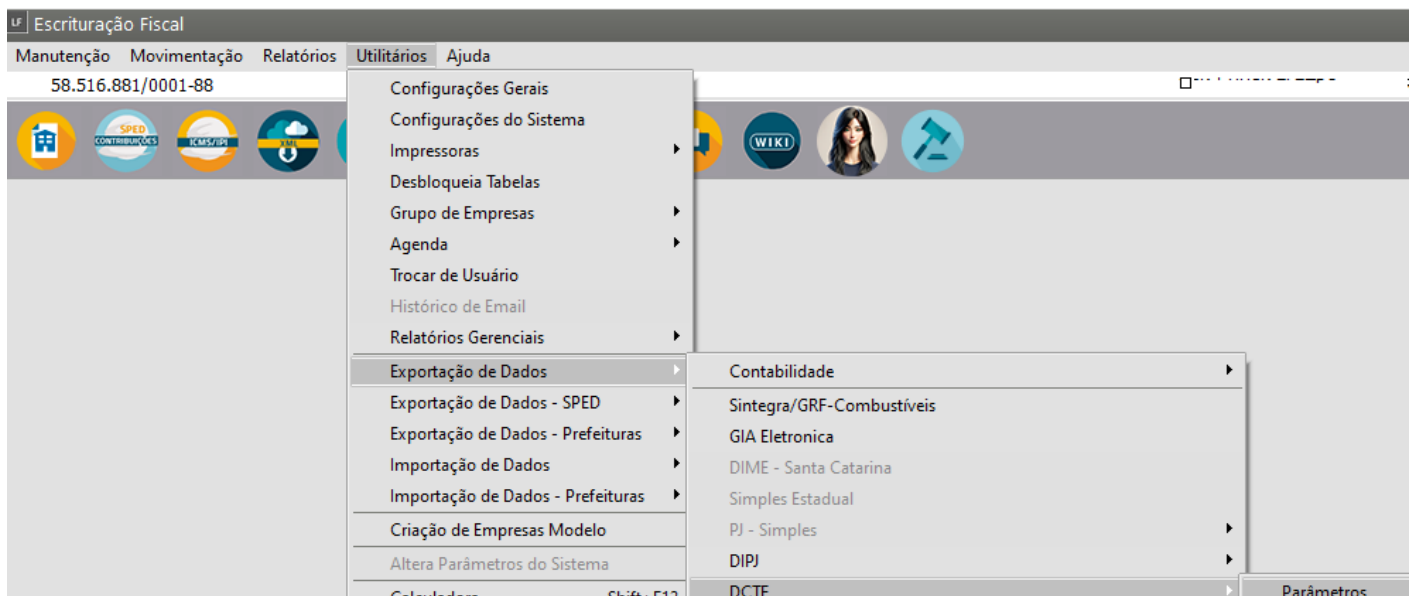 LF Escrituração Fiscal
Manutenção Movimentação Relatórios Utilitários Ajuda
58.516.881/0001-88
SPED
CONTRIBUIÇÕES
ICMS/IPI
XML
WIKI
Configurações Gerais
Configurações do Sistema
Impressoras
Desbloqueia Tabelas
Grupo de Empresas
Agenda
Trocar de Usuário
Histórico de Email
Relatórios Gerenciais
Exportação de Dados
Exportação de Dados - SPED
Exportação de Dados - Prefeituras
Importação de Dados
Importação de Dados - Prefeituras
Criação de Empresas Modelo
Altera Parâmetros do Sistema
Calculadora Shift+F12
Contabilidade
Sintegra/GRF-Combustíveis
GIA Eletronica
DIME - Santa Catarina
Simples Estadual
PJ - Simples
DIPJ
DCTF
Parâmetros